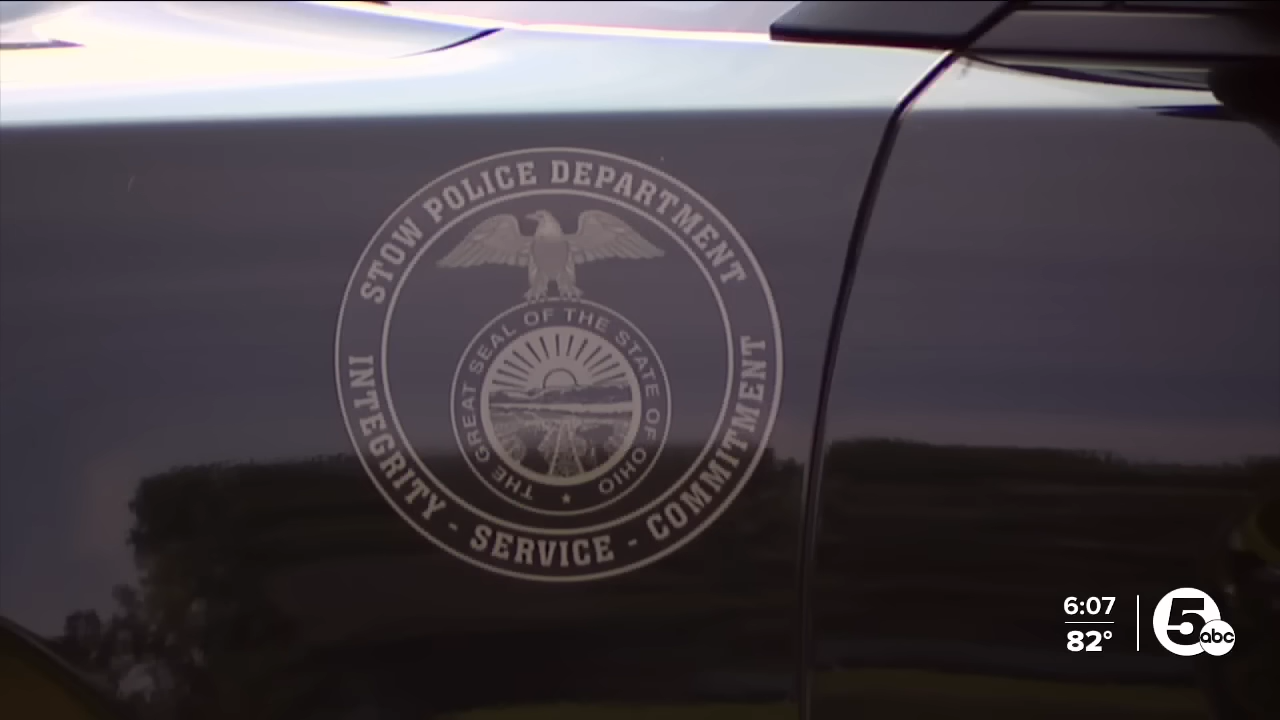 STOW POLICE DEPARTMENT
INTEGRITY - SERVICE - COMMITMENT
THE GREAT SEAL OF THE STATE OF OHIO
6:07
82°
5
abc